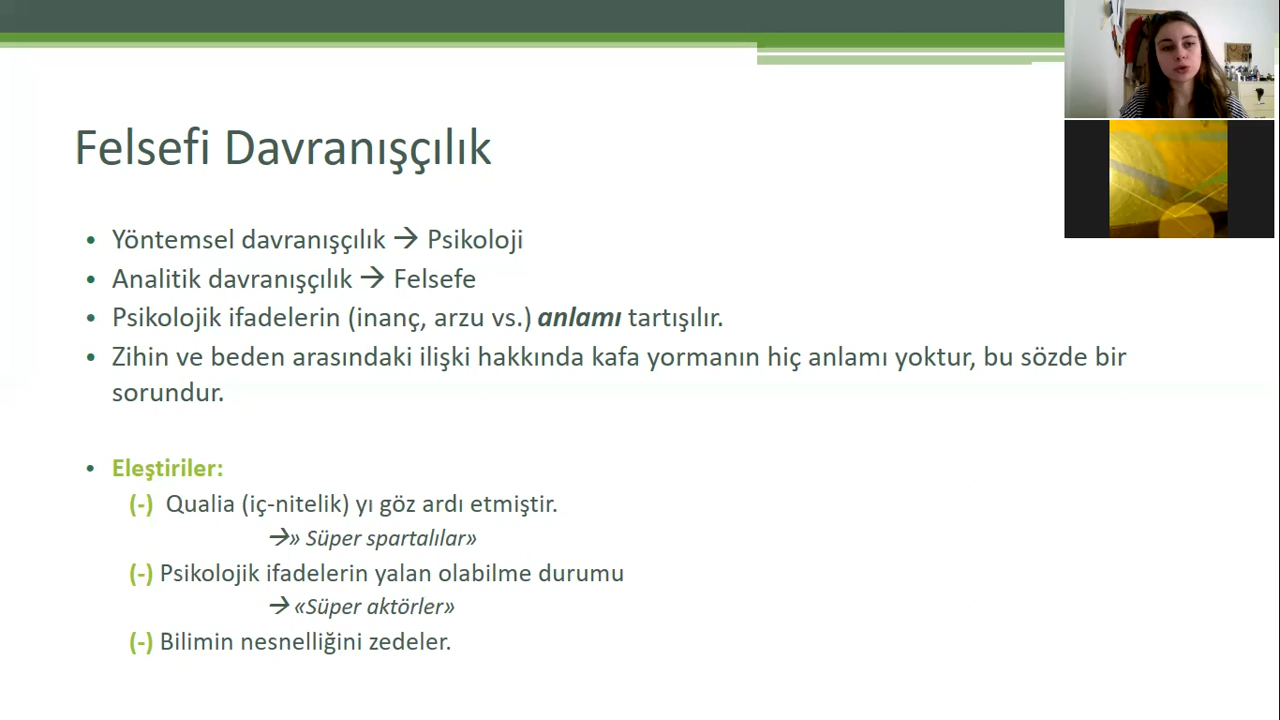 Felsefi Davranışçılık
• Yöntemsel davranışçılık → Psikoloji
• Analitik davranışçılık → Felsefe
• Psikolojik ifadelerin (inanç, arzu vs.) anlamı tartışılır.
• Zihin ve beden arasındaki ilişki hakkında kafa yormanın hiç anlamı yoktur, bu sözde bir
sorundur.
• Eleştiriler:
(-) Qualia (iç-nitelik) yı göz ardı etmiştir.
→» Süper spartalılar»
(-) Psikolojik ifadelerin yalan olabilme durumu
→ «Süper aktörler»
(-) Bilimin nesnelliğini zedeler.